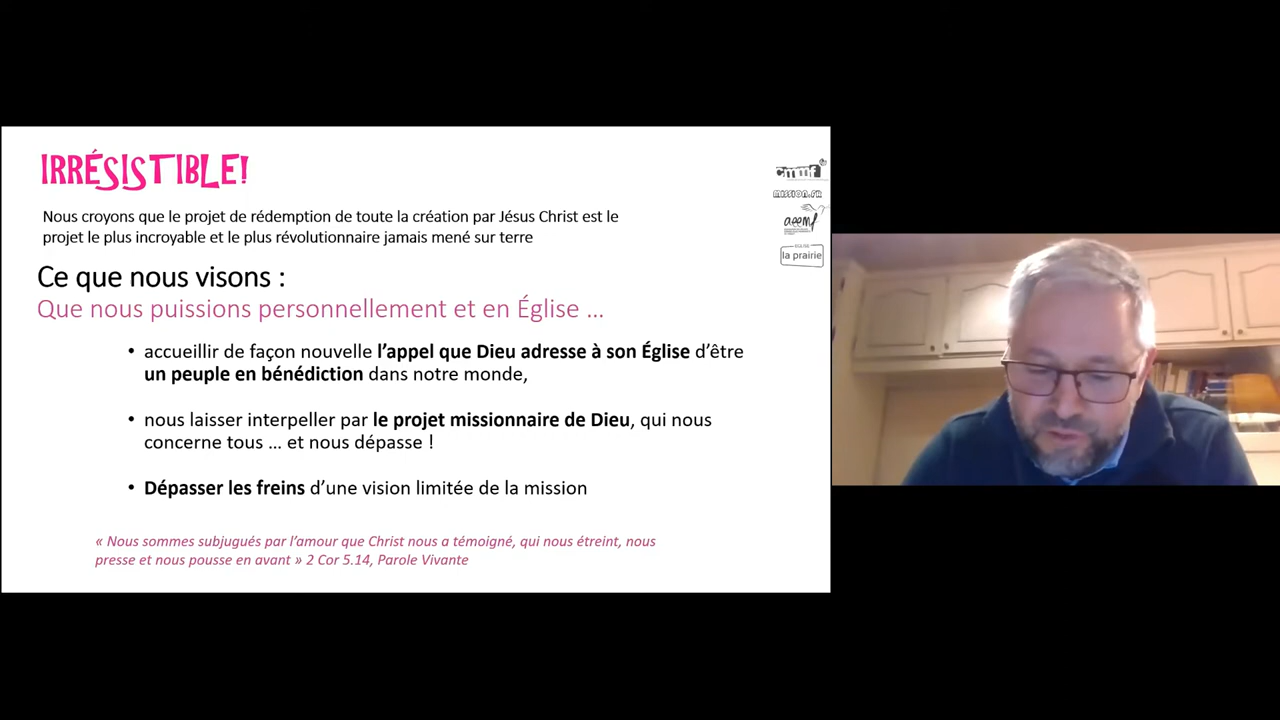 IRRÉSISTIBLE!
Nous croyons que le projet de rédemption de toute la création par Jésus Christ est le
projet le plus incroyable et le plus révolutionnaire jamais mené sur terre
Ce que nous visons :
Que nous puissions personnellement et en Église ...
• accueillir de façon nouvelle l'appel que Dieu adresse à son Église d'être
un peuple en bénédiction dans notre monde,
• nous laisser interpeller par le projet missionnaire de Dieu, qui nous
concerne tous ... et nous dépasse !
• Dépasser les freins d'une vision limitée de la mission
« Nous sommes subjugués par l'amour que Christ nous a témoigné, qui nous étreint, nous
presse et nous pousse en avant » 2 Cor 5.14, Parole Vivante
cmmf
MISSION.FR
aeemf
la prairie